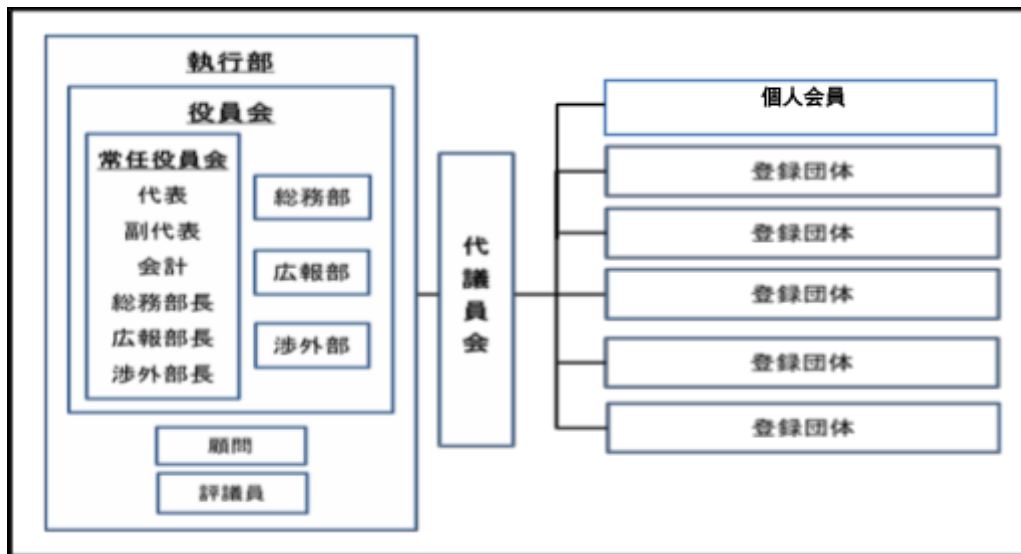 執行部
役員会
常任役員会
代表
副代表
会計
総務部長
広報部長
渉外部長
総務部
広報部
渉外部
顧問
評議員
代議員会
個人会員
登録団体
登録団体
登録団体
登録団体
登録団体